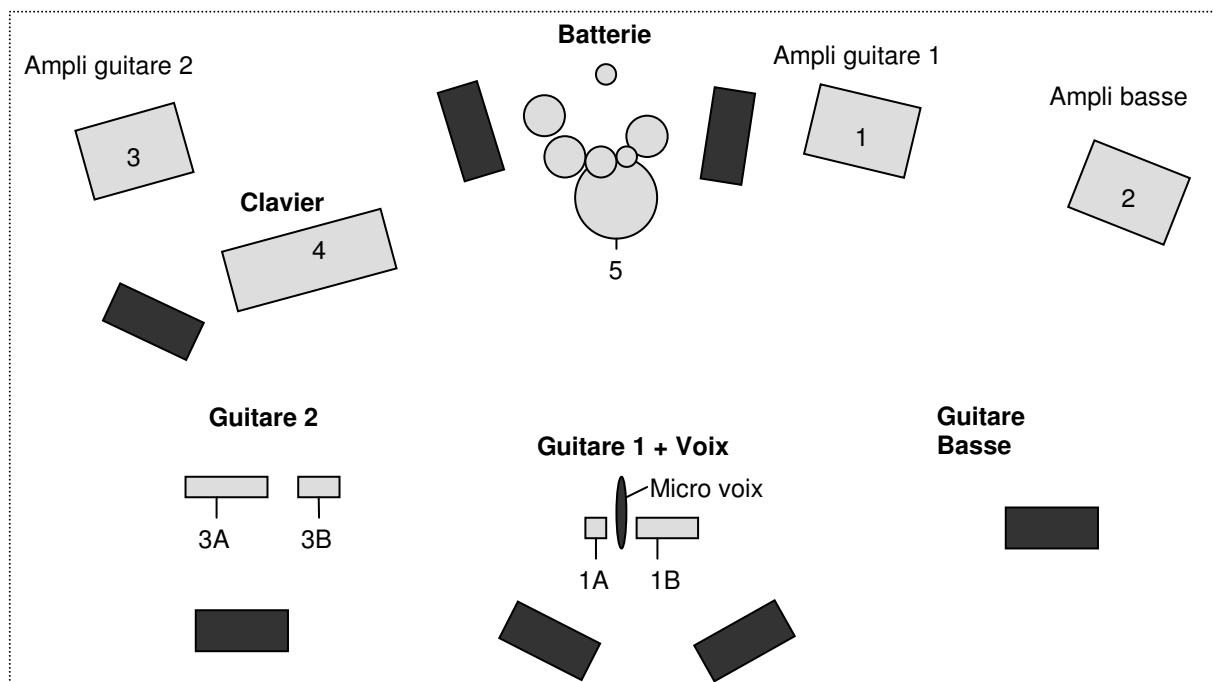 Batterie
Ampli guitare 2
Ampli guitare 1
Ampli basse
3
1
2
Clavier
4
5
Guitare 2
Guitare 1 + Voix
Guitare
Basse
Micro voix
3A
3B
1A
1B